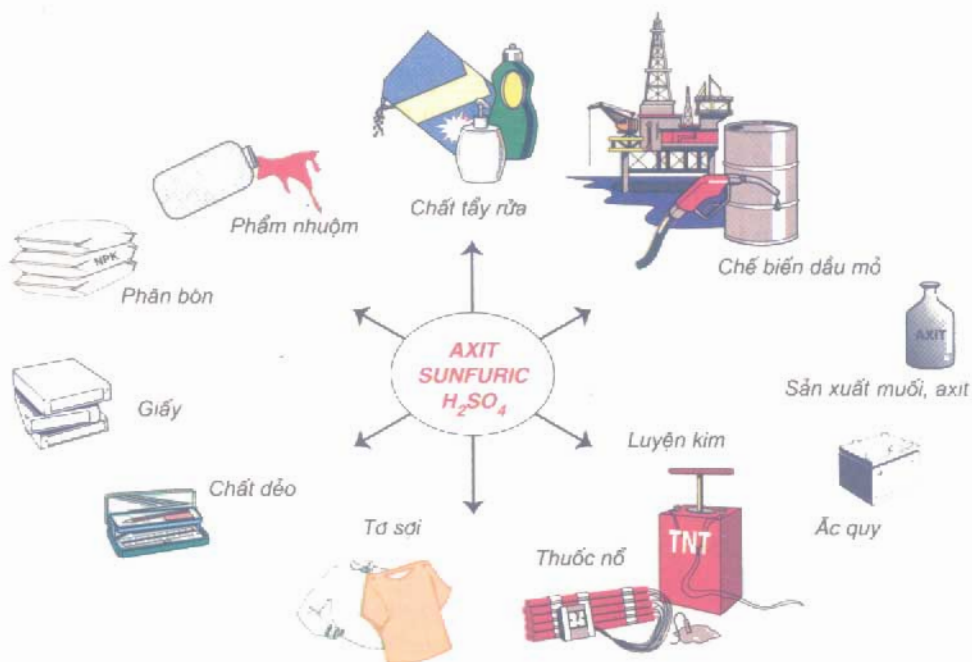 Chất tẩy rửa
Phẩm nhuộm
Chế biến dầu mỏ
NPK
Phân bón
AXIT
SUNFURIC
H₂SO₄
AXIT
Sản xuất muối, axit
Giấy
Luyện kim
Chất dẻo
Tơ sợi
Thuốc nổ
TNT
Ắc quy